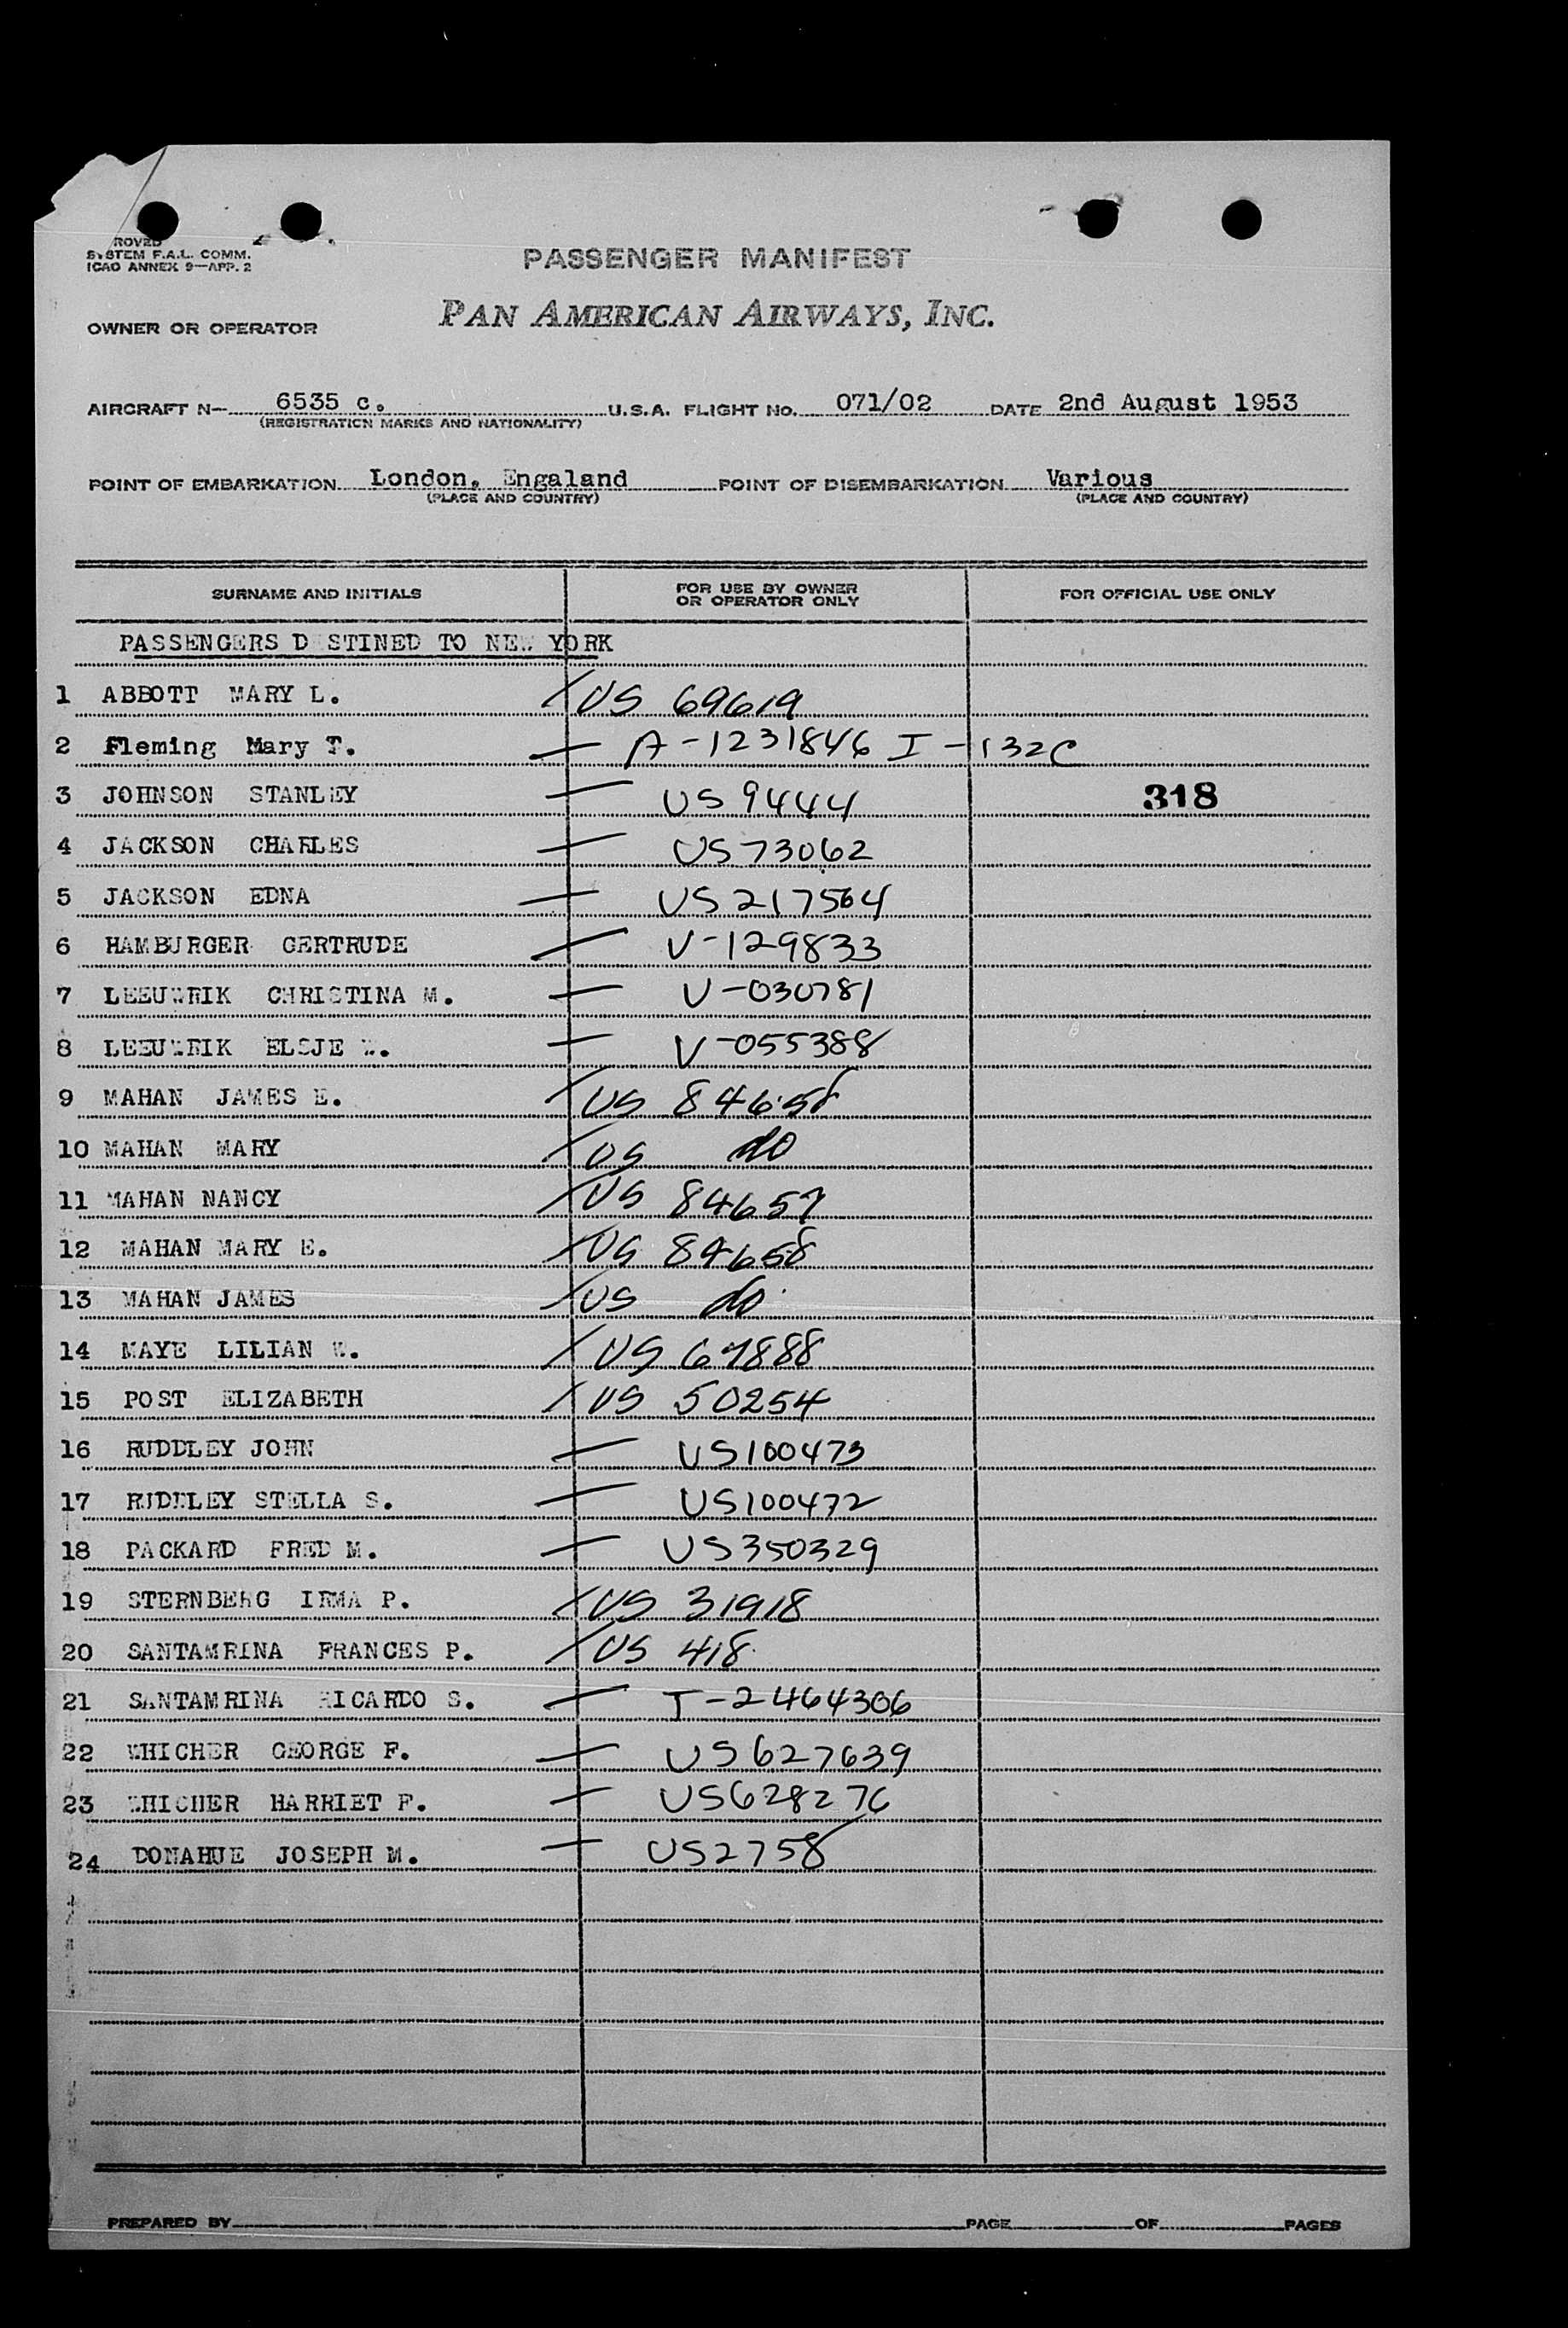 ROVED
SYSTEM F.A.L. COMM.
ICAO ANNEX 9—APP. 2
PASSENGER MANIFEST
OWNER OR OPERATOR PAN AMERICAN AIRWAYS, INC.
AIRCRAFT N— 6535 c. U.S.A. FLIGHT NO. 071/02 DATE 2nd August 1953
(REGISTRATION MARKS AND NATIONALITY)
POINT OF EMBARKATION London, Engaland POINT OF DISEMBARKATION Various
(PLACE AND COUNTRY) (PLACE AND COUNTRY)
SURNAME AND INITIALS FOR USE BY OWNER OR OPERATOR ONLY FOR OFFICIAL USE ONLY
PASSENGERS D STINED TO NEW YORK
1 ABBOTT MARY L. US 69619
2 Fleming Mary T. A-1231846 I-132C
3 JOHNSON STANLEY US9444 318
4 JACKSON CHARLES US73062
5 JACKSON EDNA US217564
6 HAMBURGER GERTRUDE V-129833
7 LEEUWRIK CHRISTINA M. V-030781
8 LEEUWRIK ELSJE W. V-055388
9 MAHAN JAMES E. US 84658
10 MAHAN MARY US do
11 MAHAN NANCY US 84657
12 MAHAN MARY E. US 84658
13 MAHAN JAMES US do
14 MAYE LILIAN W. US 67888
15 POST ELIZABETH US 50254
16 RUDDLEY JOHN US100473
17 RUDDLEY STELLA S. US100472
18 PACKARD FRED M. US350329
19 STERNBERG IRMA P. US 31918
20 SANTAMRINA FRANCES P. US 418
21 SANTAMRINA RICARDO S. T-2464306
22 WHICHER GEORGE F. US627639
23 WHICHER HARRIET F. US628276
24 DONAHUE JOSEPH M. US2758
PREPARED BY PAGE OF PAGES